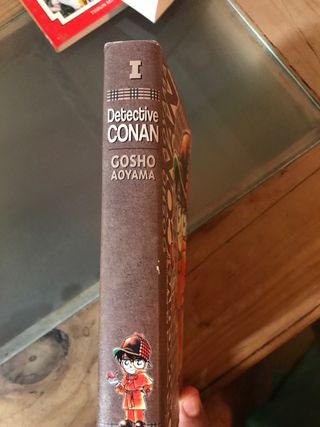 I
Detective
CONAN
GOSHO
AOYAMA